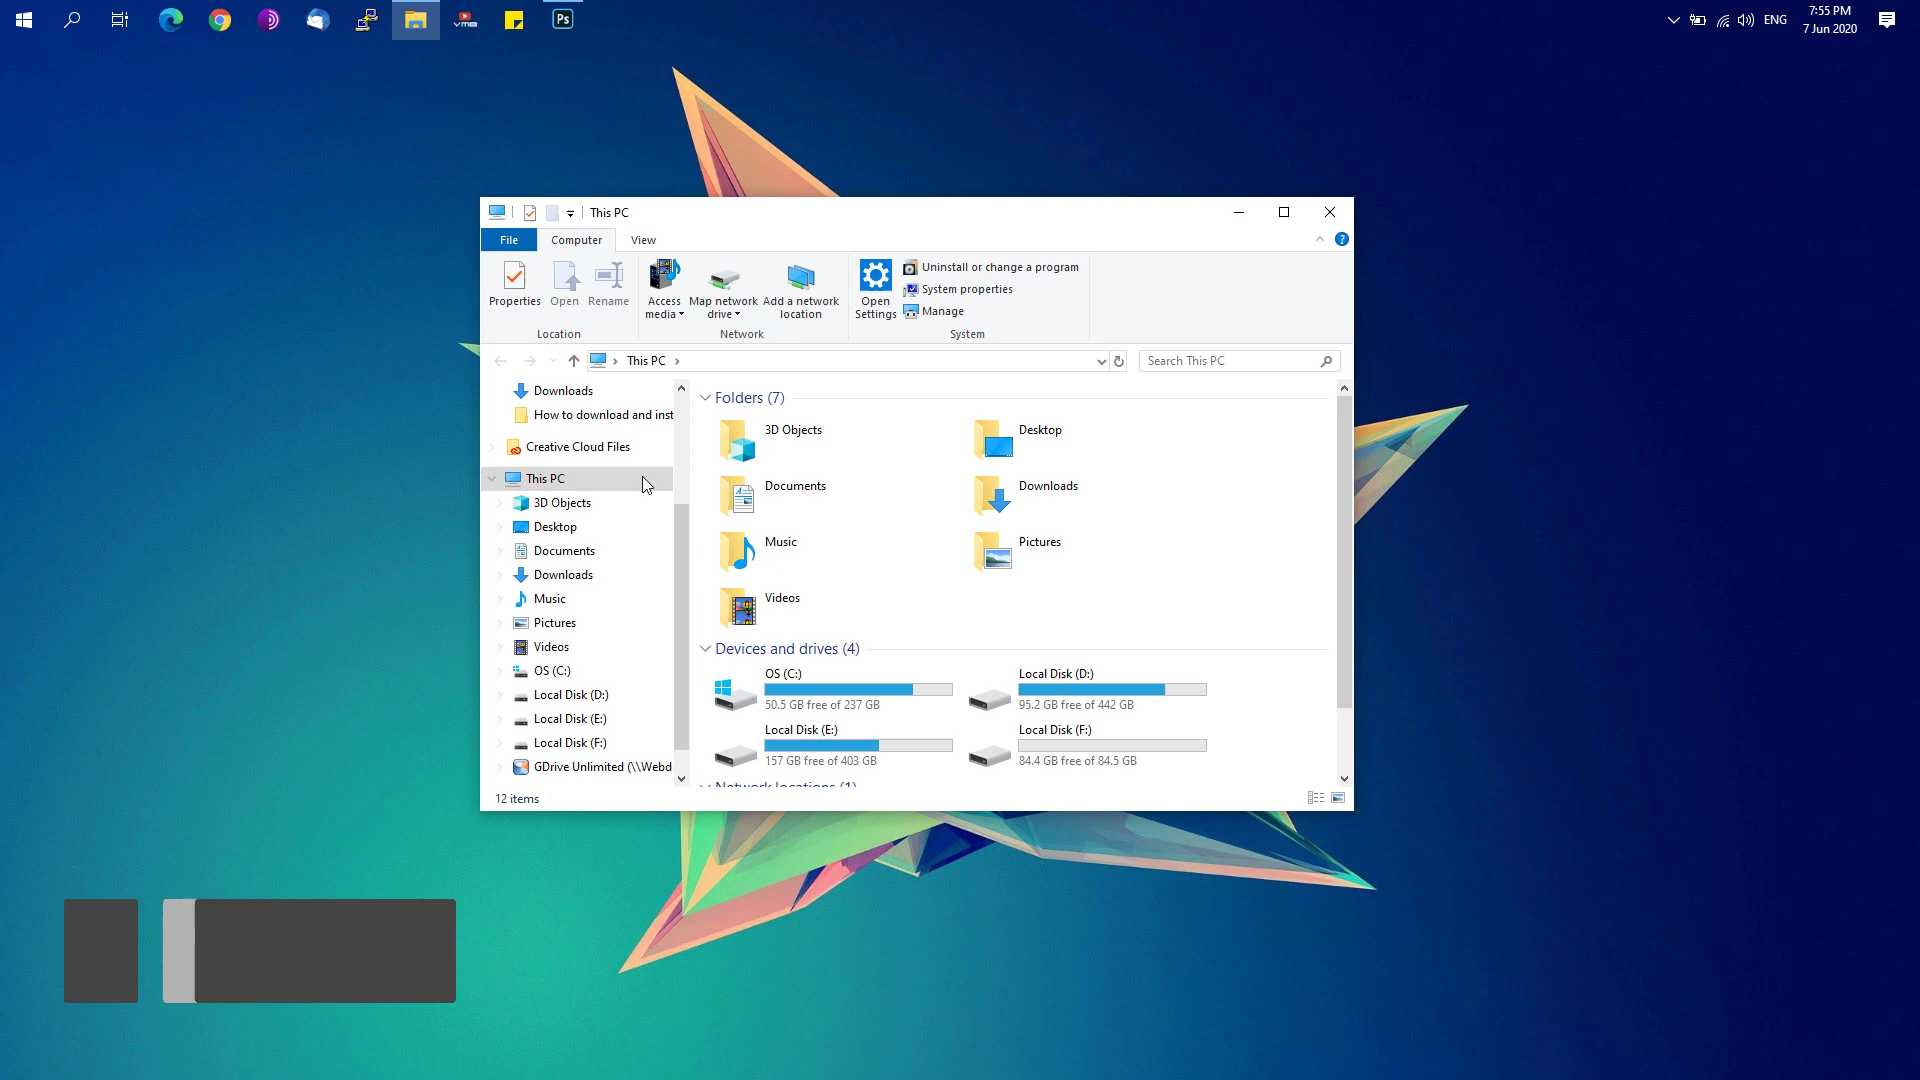 Ps
ENG
7:55 PM
7 Jun 2020
This PC
File
Computer
View
?
Properties
Open
Rename
Access media
Map network drive
Add a network location
Open Settings
Uninstall or change a program
System properties
Manage
Location
Network
System
This PC
Search This PC
Downloads
How to download and inst
Creative Cloud Files
This PC
3D Objects
Desktop
Documents
Downloads
Music
Pictures
Videos
OS (C:)
Local Disk (D:)
Local Disk (E:)
Local Disk (F:)
GDrive Unlimited (\\Webd
Folders (7)
3D Objects
Desktop
Documents
Downloads
Music
Pictures
Videos
Devices and drives (4)
OS (C:)
50.5 GB free of 237 GB
Local Disk (D:)
95.2 GB free of 442 GB
Local Disk (E:)
157 GB free of 403 GB
Local Disk (F:)
84.4 GB free of 84.5 GB
Network locations (1)
12 items